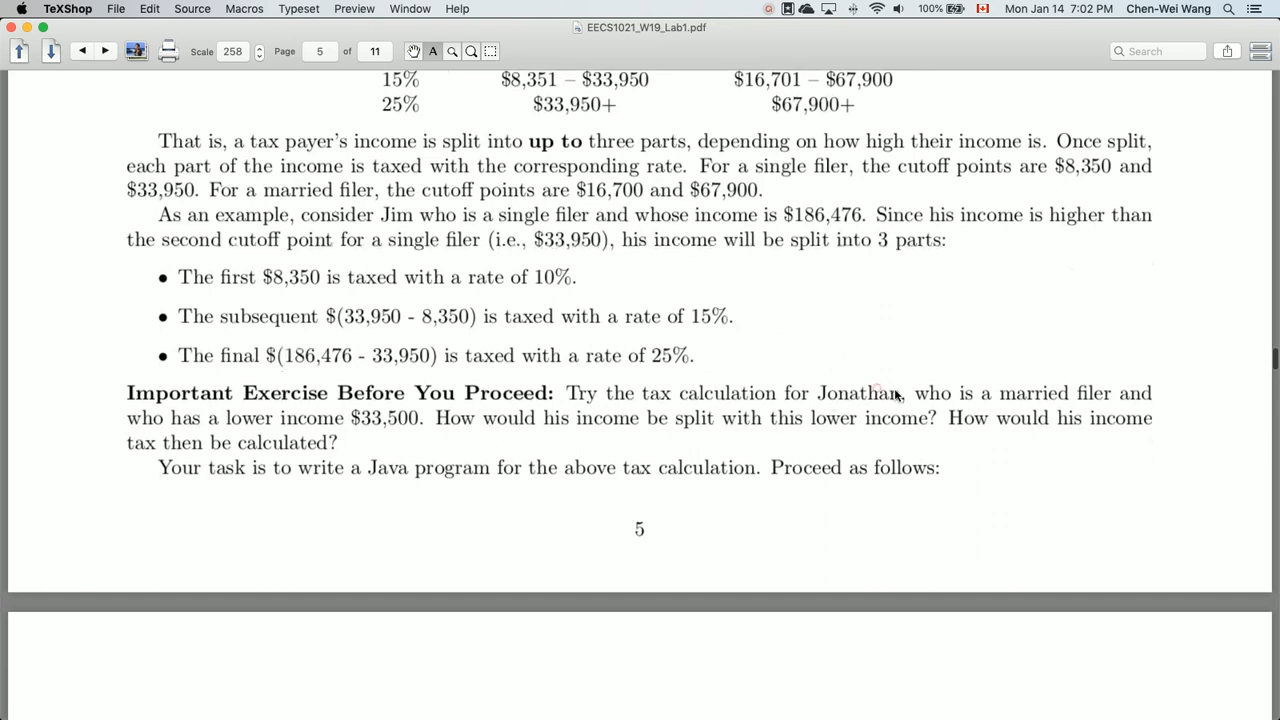 TeXShop File Edit Source Macros Typeset Preview Window Help 100% Mon Jan 14 7:02 PM Chen-Wei Wang
EECS1021_W19_Lab1.pdf
Scale 258 Page 5 of 11 A Search
15% $8,351 – $33,950 $16,701 – $67,900
25% $33,950+ $67,900+
That is, a tax payer's income is split into up to three parts, depending on how high their income is. Once split,
each part of the income is taxed with the corresponding rate. For a single filer, the cutoff points are $8,350 and
$33,950. For a married filer, the cutoff points are $16,700 and $67,900.
As an example, consider Jim who is a single filer and whose income is $186,476. Since his income is higher than
the second cutoff point for a single filer (i.e., $33,950), his income will be split into 3 parts:
• The first $8,350 is taxed with a rate of 10%.
• The subsequent $(33,950 - 8,350) is taxed with a rate of 15%.
• The final $(186,476 - 33,950) is taxed with a rate of 25%.
Important Exercise Before You Proceed: Try the tax calculation for Jonathan, who is a married filer and
who has a lower income $33,500. How would his income be split with this lower income? How would his income
tax then be calculated?
Your task is to write a Java program for the above tax calculation. Proceed as follows:
5